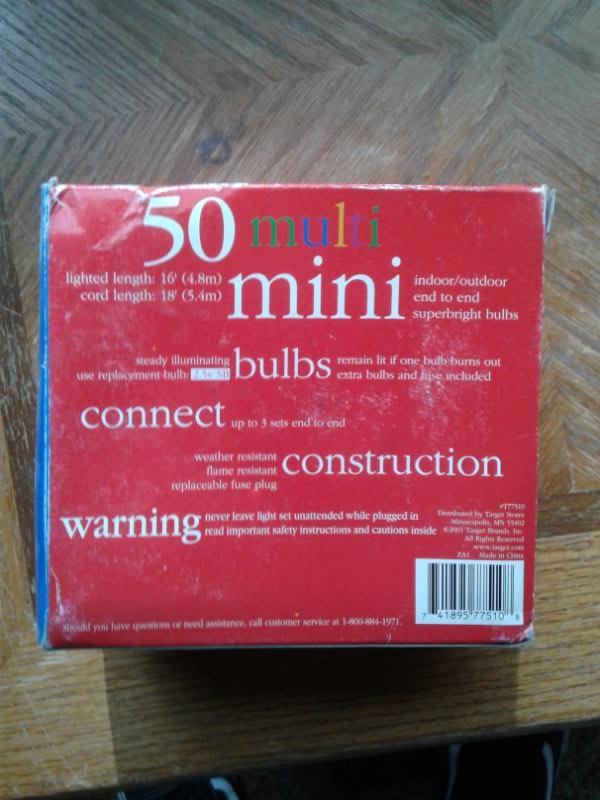 50 multi
lighted length: 16' (4.8m)
cord length: 18' (5.4m)
mini
indoor/outdoor
end to end
superbright bulbs
steady illuminating
use replacement bulb 2.5v SB
bulbs
remain lit if one bulb burns out
extra bulbs and fuse included
connect up to 3 sets end to end
weather resistant
flame resistant
replaceable fuse plug
construction
warning
never leave light set unattended while plugged in
read important safety instructions and cautions inside
#T77510
Distributed by Target Stores
Minneapolis, MN 55402
©2001 Target Brands, Inc.
All Rights Reserved
www.target.com
ZA1 Made in China
7 41895 77510 8
should you have questions or need assistance, call customer service at 1-800-884-1971.